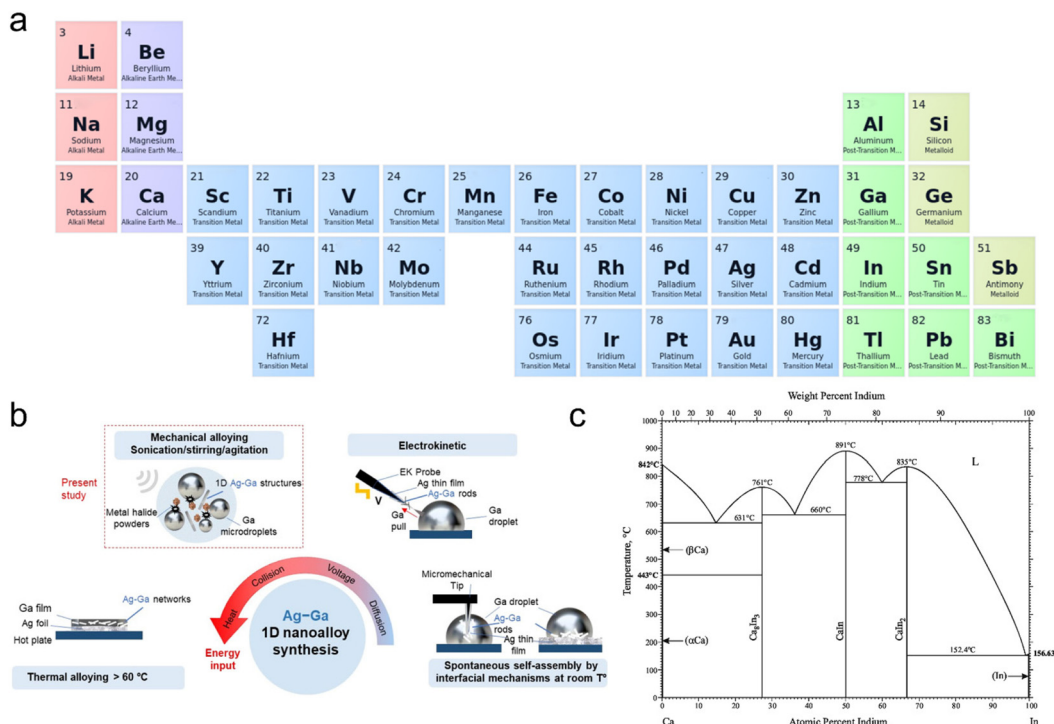 a
3
Li
Lithium
Alkali Metal
4
Be
Beryllium
Alkaline Earth Me...
11
Na
Sodium
Alkali Metal
12
Mg
Magnesium
Alkaline Earth Me...
13
Al
Aluminum
Post-Transition M...
14
Si
Silicon
Metalloid
19
K
Potassium
Alkali Metal
20
Ca
Calcium
Alkaline Earth Me...
21
Sc
Scandium
Transition Metal
22
Ti
Titanium
Transition Metal
23
V
Vanadium
Transition Metal
24
Cr
Chromium
Transition Metal
25
Mn
Manganese
Transition Metal
26
Fe
Iron
Transition Metal
27
Co
Cobalt
Transition Metal
28
Ni
Nickel
Transition Metal
29
Cu
Copper
Transition Metal
30
Zn
Zinc
Transition Metal
31
Ga
Gallium
Post-Transition M...
32
Ge
Germanium
Metalloid
39
Y
Yttrium
Transition Metal
40
Zr
Zirconium
Transition Metal
41
Nb
Niobium
Transition Metal
42
Mo
Molybdenum
Transition Metal
44
Ru
Ruthenium
Transition Metal
45
Rh
Rhodium
Transition Metal
46
Pd
Palladium
Transition Metal
47
Ag
Silver
Transition Metal
48
Cd
Cadmium
Transition Metal
49
In
Indium
Post-Transition M...
50
Sn
Tin
Post-Transition M...
51
Sb
Antimony
Metalloid
72
Hf
Hafnium
Transition Metal
76
Os
Osmium
Transition Metal
77
Ir
Iridium
Transition Metal
78
Pt
Platinum
Transition Metal
79
Au
Gold
Transition Metal
80
Hg
Mercury
Transition Metal
81
Tl
Thallium
Post-Transition M...
82
Pb
Lead
Post-Transition M...
83
Bi
Bismuth
Post-Transition M...
b
Mechanical alloying
Sonication/stirring/agitation
Present
study
1D Ag-Ga
structures
Metal halide
powders
Ga
microdroplets
Electrokinetic
EK Probe
Ag thin film
Ag-Ga rods
V
Ga
pull
Ga
droplet
Ga film
Ag foil
Hot plate
Ag-Ga
networks
Thermal alloying > 60 ºC
Heat
Collision
Voltage
Diffusion
Energy
input
Ag–Ga
1D nanoalloy
synthesis
Micromechanical
Tip
Ga droplet
Ag-Ga
rods
Ag thin
film
Spontaneous self-assembly by
interfacial mechanisms at room Tº
c
Weight Percent Indium
0 10 20 30 40 50 60 70 80 90 100
Temperature, °C
1000
900
800
700
600
500
400
300
200
100
0
842°C
761°C
891°C
835°C
778°C
631°C
660°C
443°C
152.4°C
156.63
L
(βCa)
(αCa)
Ca₈In₃
CaIn
CaIn₂
(In)
0 10 20 30 40 50 60 70 80 90 100
Ca
Atomic Percent Indium
In